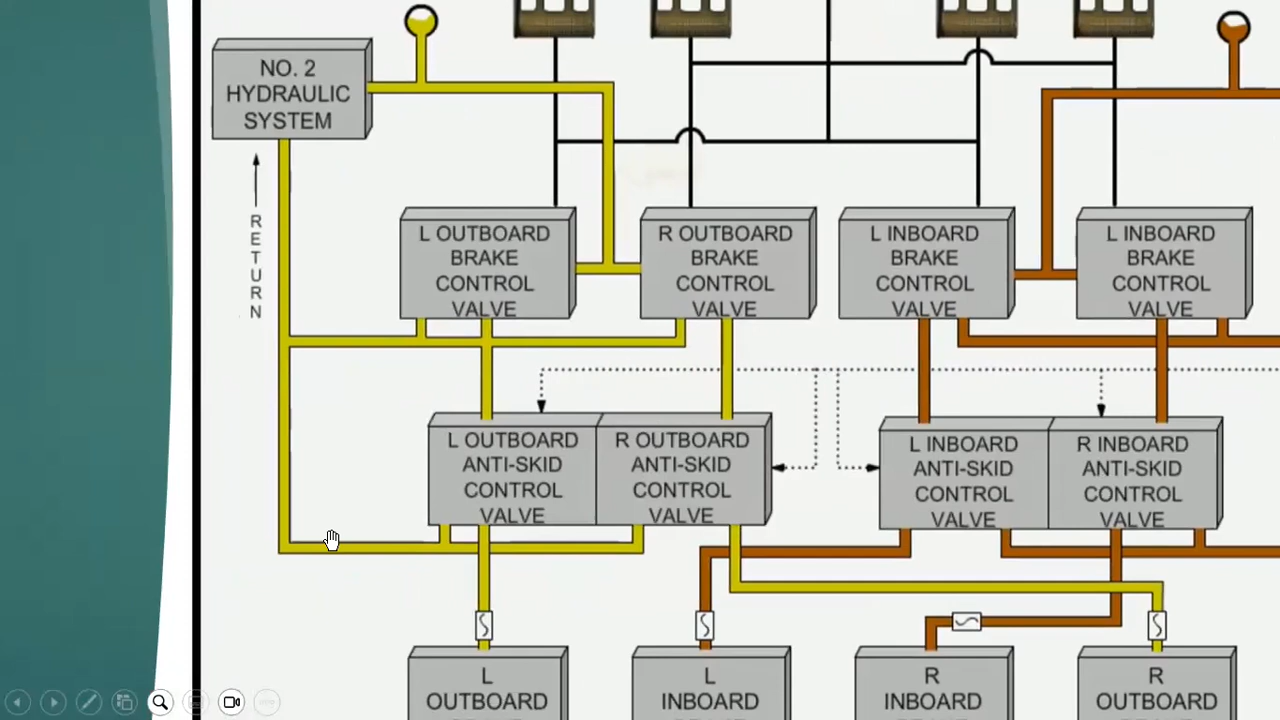 NO. 2
HYDRAULIC
SYSTEM
RETURN
L OUTBOARD
BRAKE
CONTROL
VALVE
R OUTBOARD
BRAKE
CONTROL
VALVE
L INBOARD
BRAKE
CONTROL
VALVE
L INBOARD
BRAKE
CONTROL
VALVE
L OUTBOARD
ANTI-SKID
CONTROL
VALVE
R OUTBOARD
ANTI-SKID
CONTROL
VALVE
L INBOARD
ANTI-SKID
CONTROL
VALVE
R INBOARD
ANTI-SKID
CONTROL
VALVE
L
OUTBOARD
L
INBOARD
R
INBOARD
R
OUTBOARD